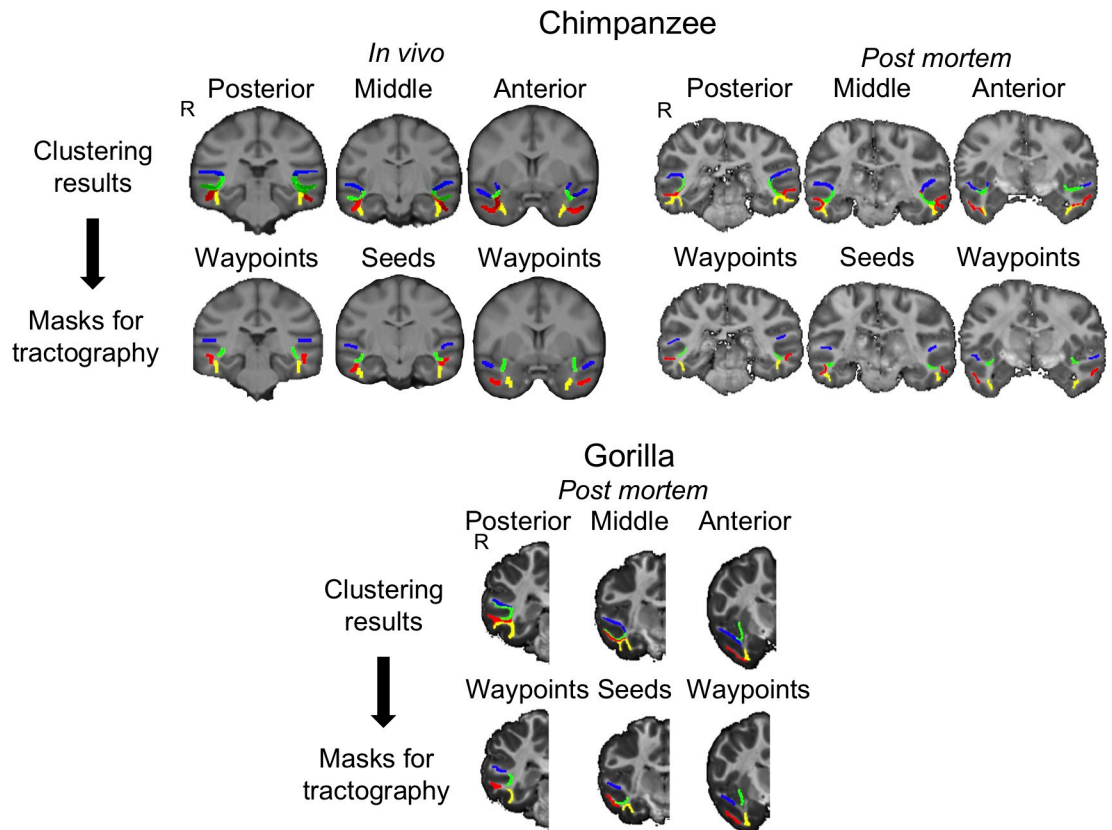 Chimpanzee
In vivo
Post mortem
Posterior Middle Anterior
Posterior Middle Anterior
R
R
Clustering
results
Waypoints Seeds Waypoints
Waypoints Seeds Waypoints
Masks for
tractography
Gorilla
Post mortem
Posterior Middle Anterior
R
Clustering
results
Waypoints Seeds Waypoints
Masks for
tractography